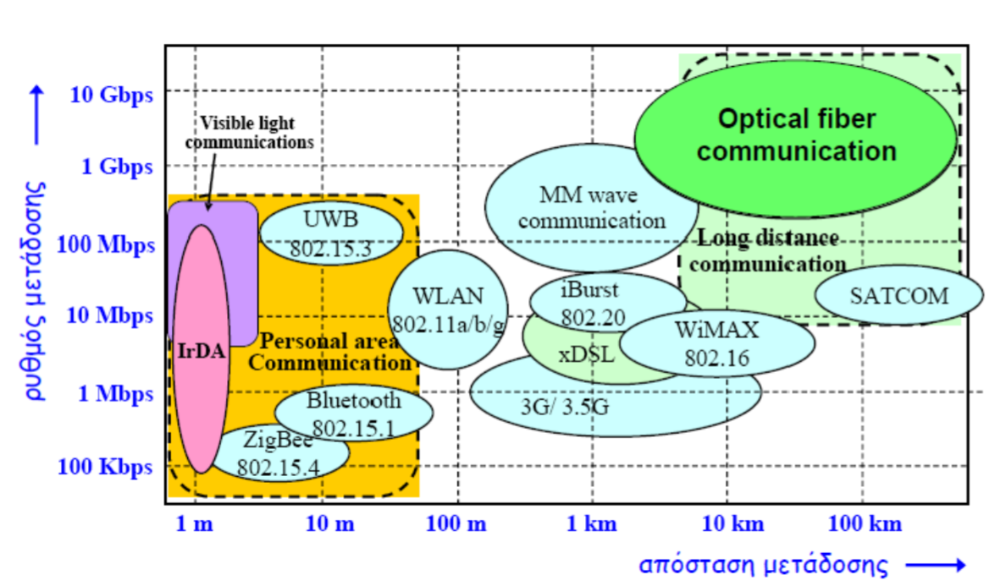 10 Gbps
1 Gbps
100 Mbps
10 Mbps
1 Mbps
100 Kbps
ρυθμός μετάδοσης
Visible light
communications
Optical fiber
communication
MM wave
communication
UWB
802.15.3
Long distance
communication
WLAN
802.11a/b/g
iBurst
802.20
SATCOM
WiMAX
802.16
xDSL
IrDA
Personal area
Communication
3G/ 3.5G
Bluetooth
802.15.1
ZigBee
802.15.4
1 m
10 m
100 m
1 km
10 km
100 km
απόσταση μετάδοσης